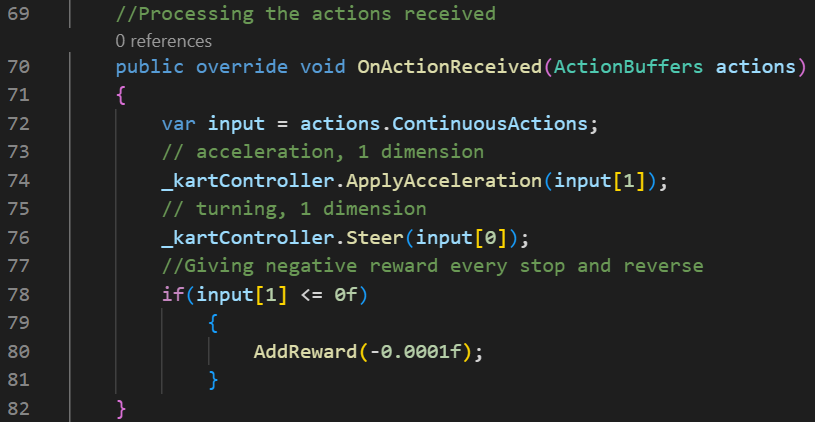 69 //Processing the actions received
0 references
70 public override void OnActionReceived(ActionBuffers actions)
71 {
72 var input = actions.ContinuousActions;
73 // acceleration, 1 dimension
74 _kartController.ApplyAcceleration(input[1]);
75 // turning, 1 dimension
76 _kartController.Steer(input[0]);
77 //Giving negative reward every stop and reverse
78 if(input[1] <= 0f)
79 {
80 AddReward(-0.0001f);
81 }
82 }